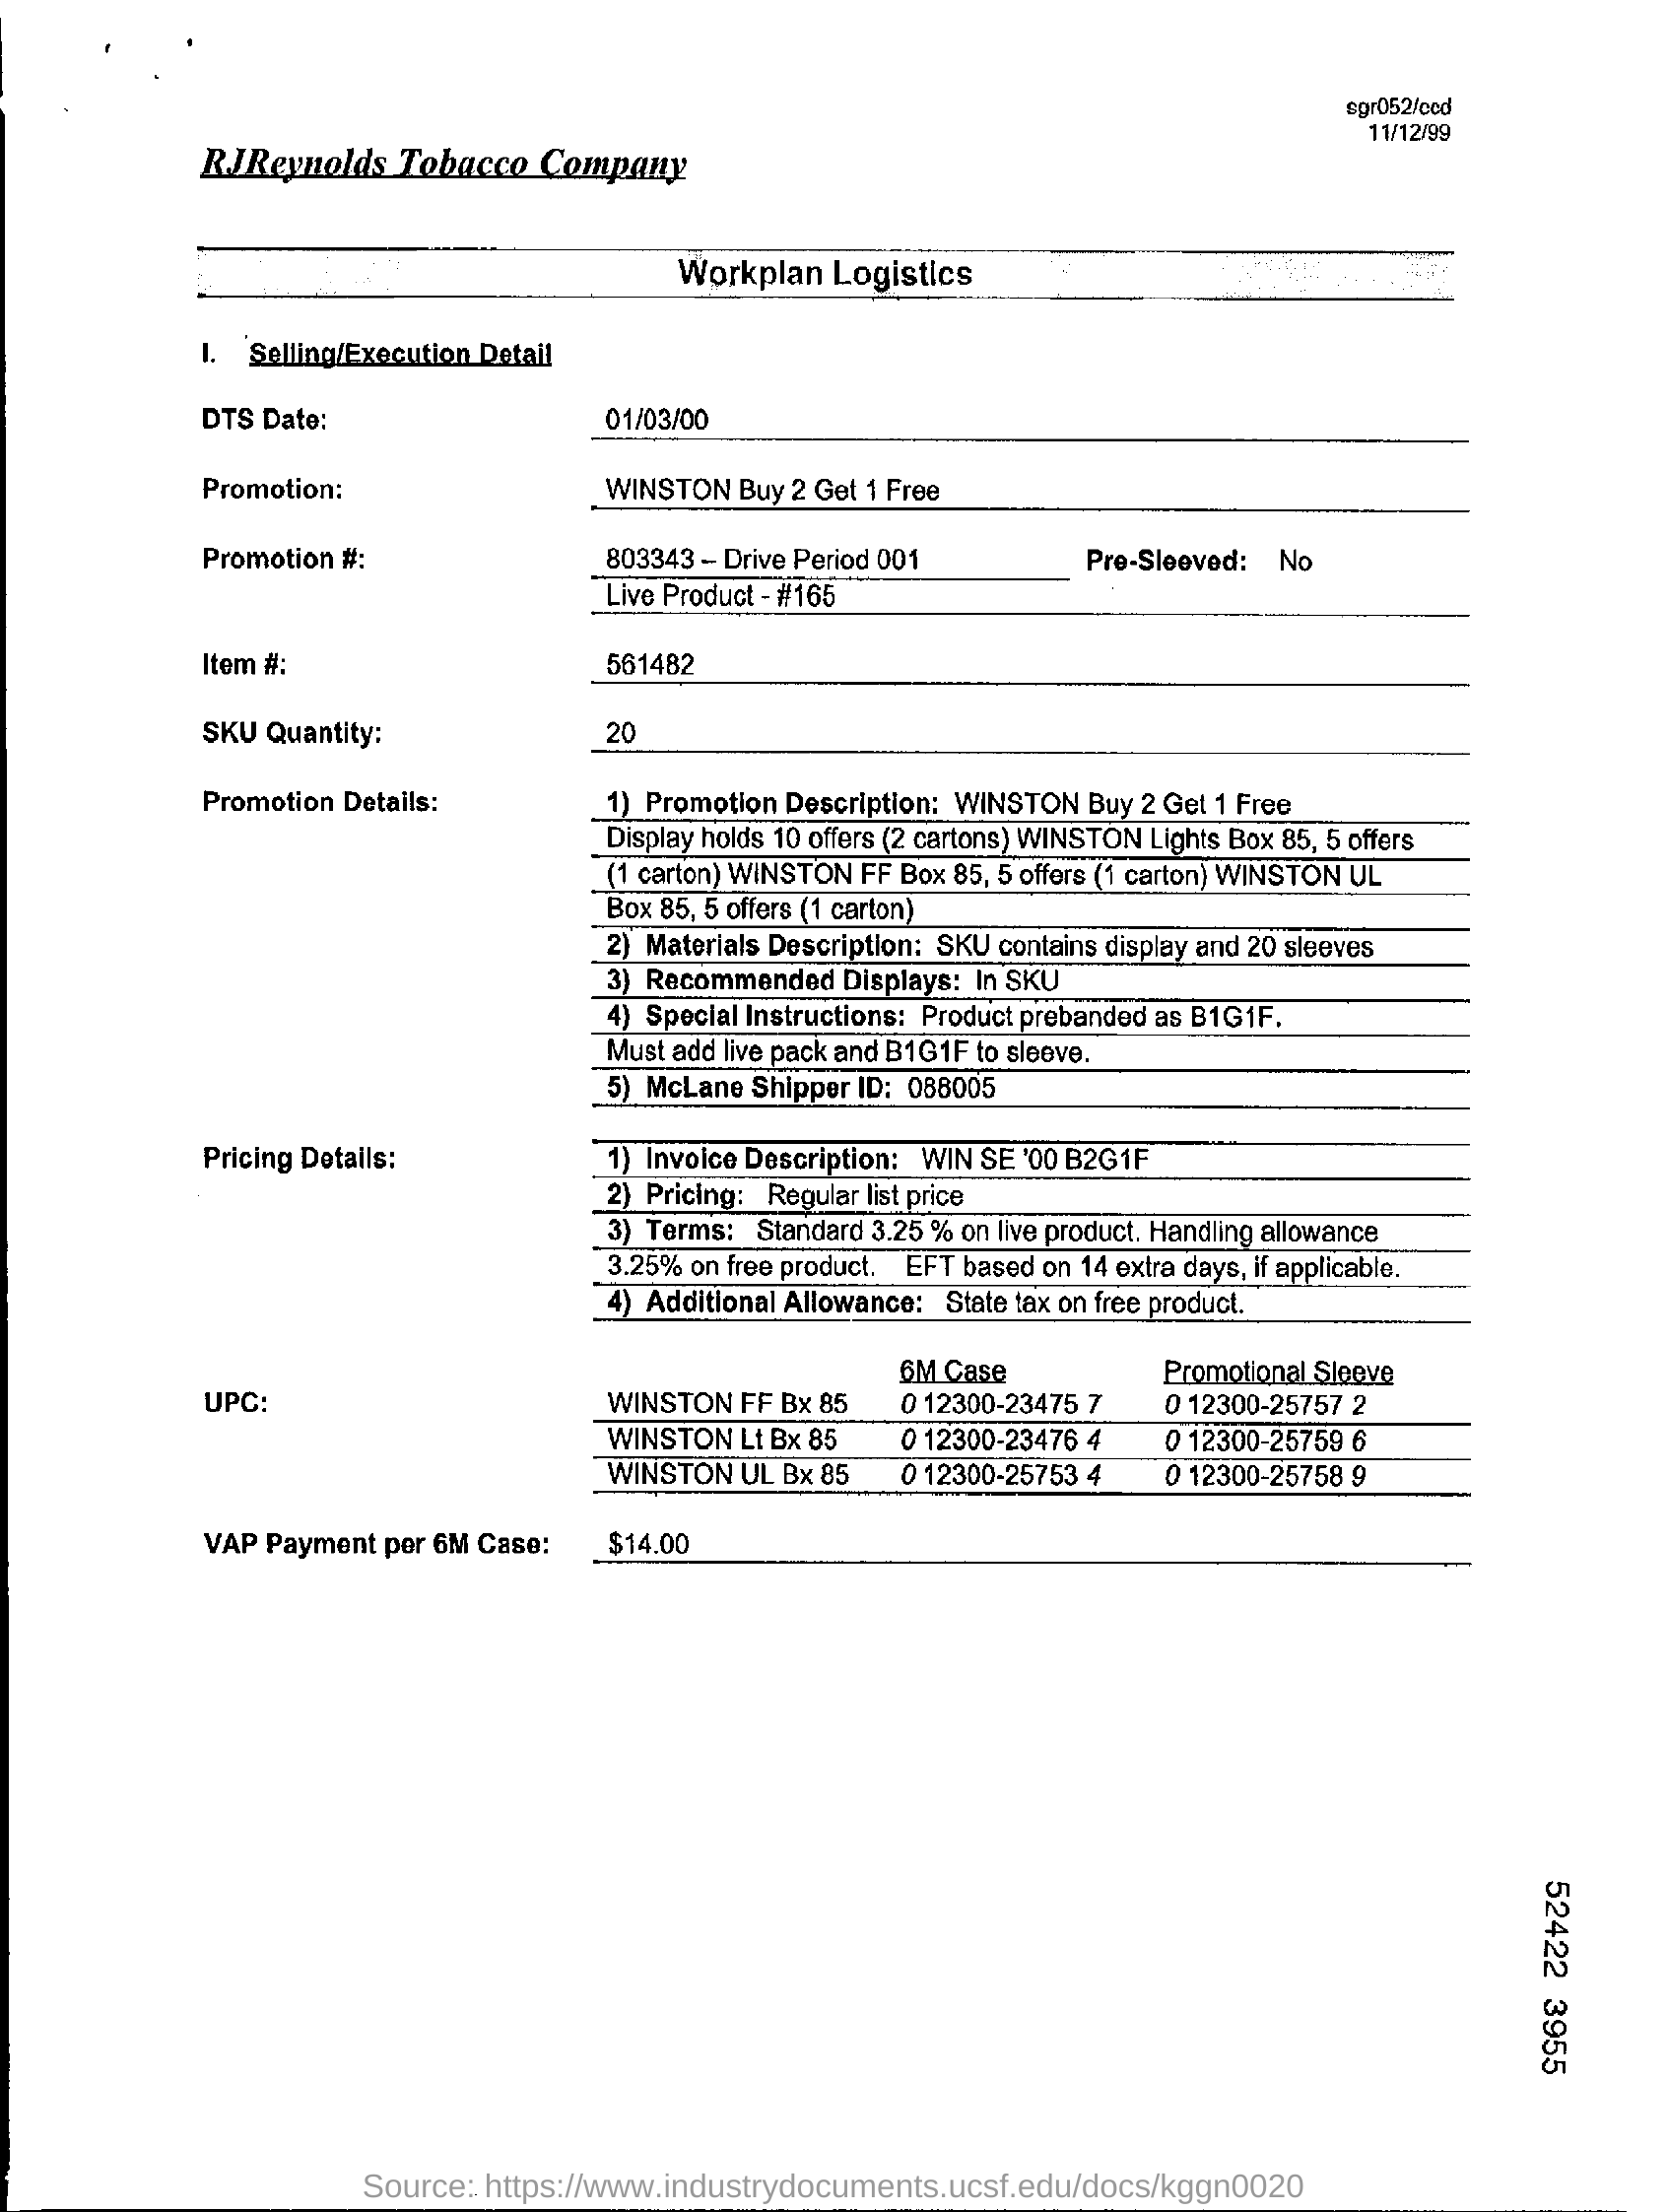 sgr052/ccd
11/12/99
RJReynolds Tobacco Company
Workplan Logistics
I. Selling/Execution Detail
DTS Date: 01/03/00
Promotion: WINSTON Buy 2 Get 1 Free
Promotion #: 803343 – Drive Period 001 Pre-Sleeved: No
Live Product - #165
Item #: 561482
SKU Quantity: 20
Promotion Details: 1) Promotion Description: WINSTON Buy 2 Get 1 Free
Display holds 10 offers (2 cartons) WINSTON Lights Box 85, 5 offers
(1 carton) WINSTON FF Box 85, 5 offers (1 carton) WINSTON UL
Box 85, 5 offers (1 carton)
2) Materials Description: SKU contains display and 20 sleeves
3) Recommended Displays: In SKU
4) Special Instructions: Product prebanded as B1G1F.
Must add live pack and B1G1F to sleeve.
5) McLane Shipper ID: 088005
Pricing Details: 1) Invoice Description: WIN SE '00 B2G1F
2) Pricing: Regular list price
3) Terms: Standard 3.25 % on live product. Handling allowance
3.25% on free product. EFT based on 14 extra days, if applicable.
4) Additional Allowance: State tax on free product.
6M Case Promotional Sleeve
UPC: WINSTON FF Bx 85 0 12300-23475 7 0 12300-25757 2
WINSTON Lt Bx 85 0 12300-23476 4 0 12300-25759 6
WINSTON UL Bx 85 0 12300-25753 4 0 12300-25758 9
VAP Payment per 6M Case: $14.00
52422 3955
Source: https://www.industrydocuments.ucsf.edu/docs/kggn0020